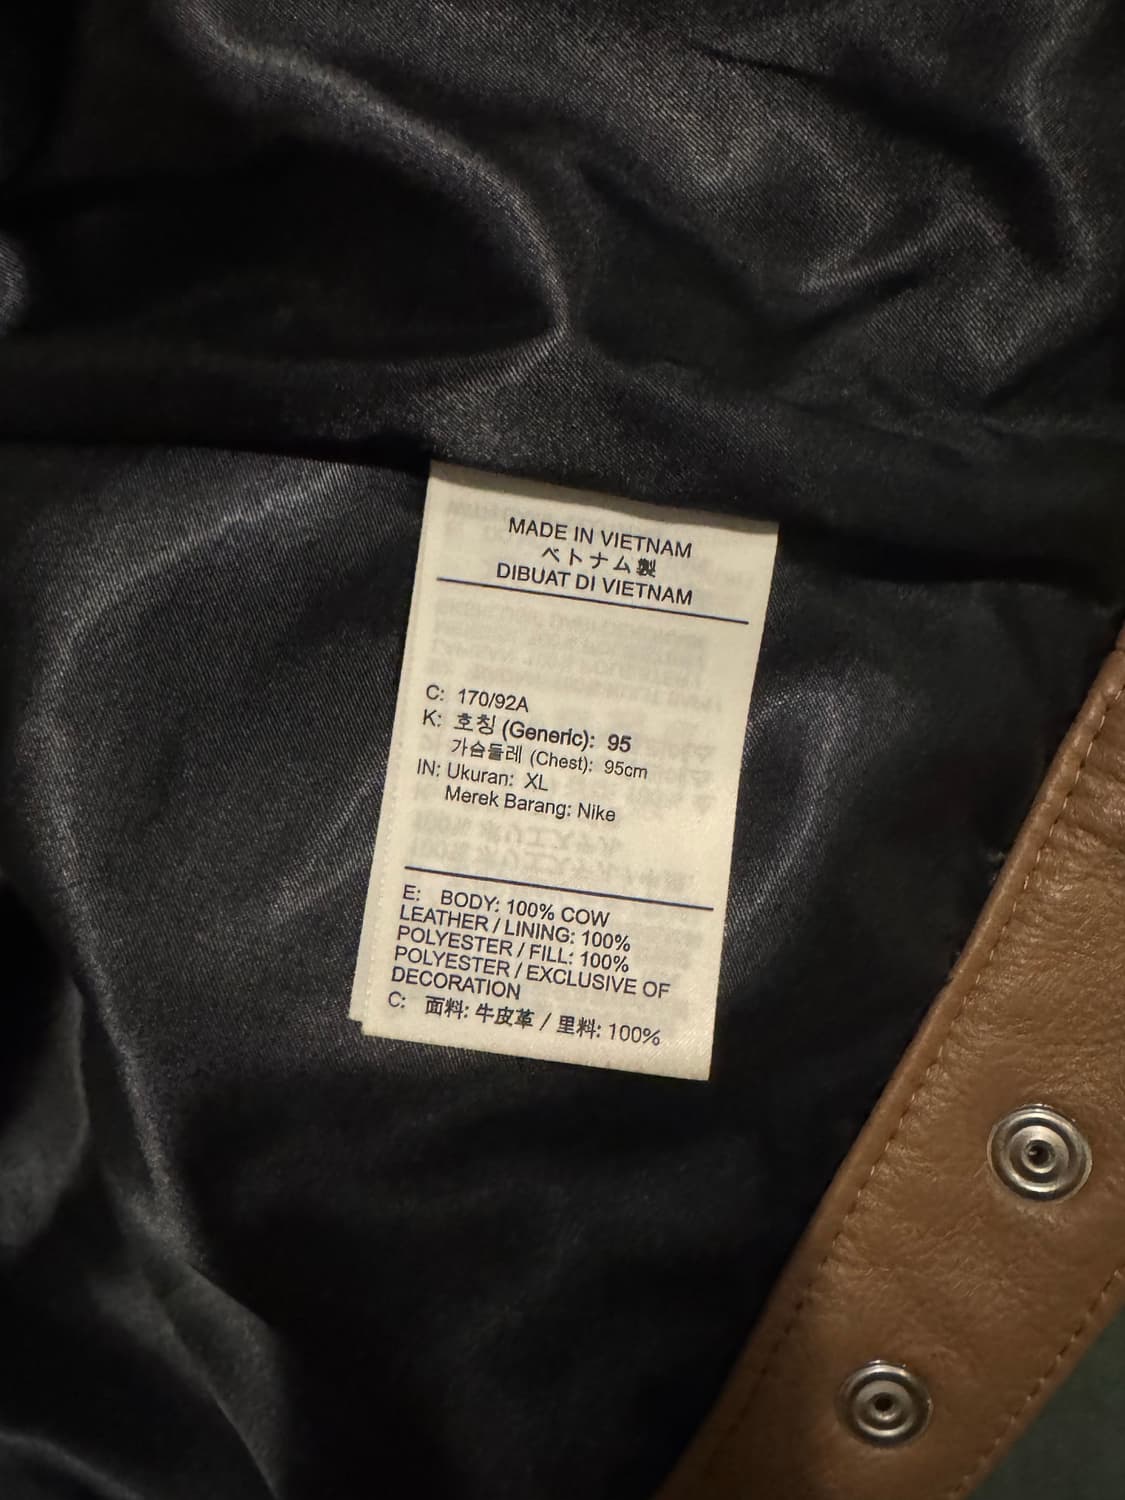 MADE IN VIETNAM
ベトナム製
DIBUAT DI VIETNAM
C: 170/92A
K: 호칭 (Generic): 95
가슴둘레 (Chest): 95cm
IN: Ukuran: XL
Merek Barang: Nike
E: BODY: 100% COW
LEATHER / LINING: 100%
POLYESTER / FILL: 100%
POLYESTER / EXCLUSIVE OF
DECORATION
C: 面料: 牛皮革 / 里料: 100%